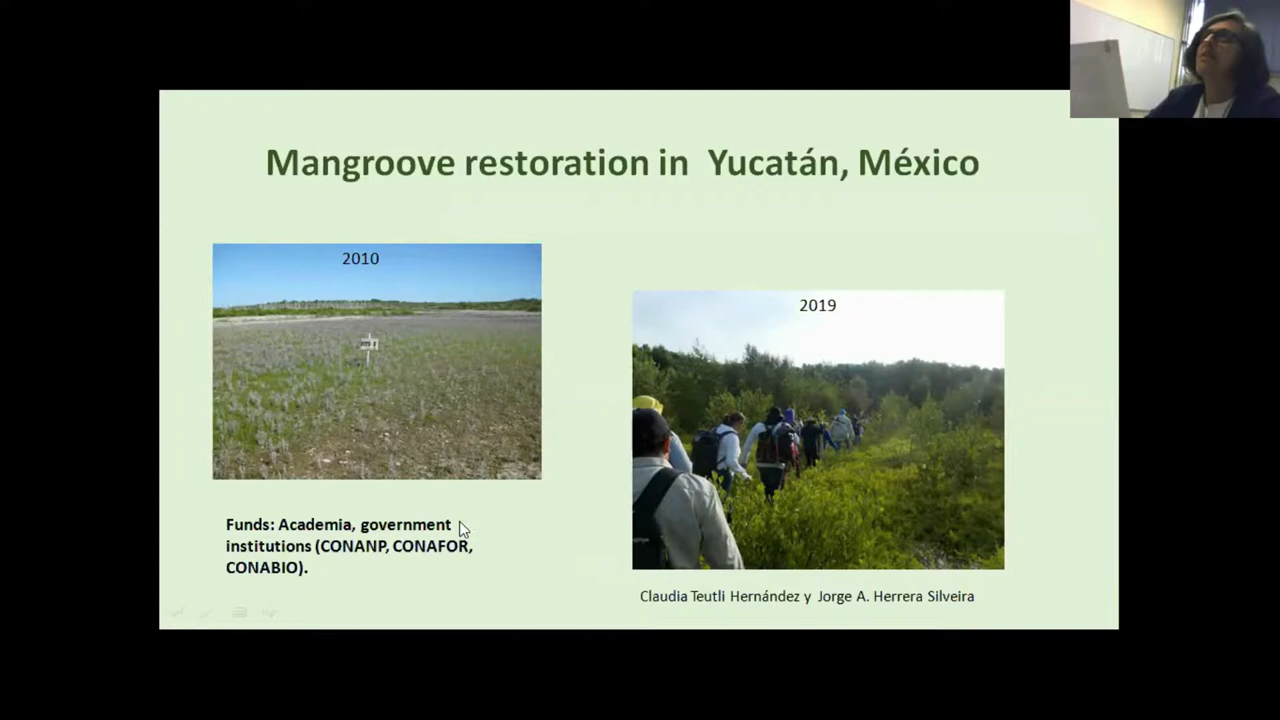 Mangroove restoration in Yucatán, México
2010
2019
Funds: Academia, government
institutions (CONANP, CONAFOR,
CONABIO).
Claudia Teutli Hernández y Jorge A. Herrera Silveira